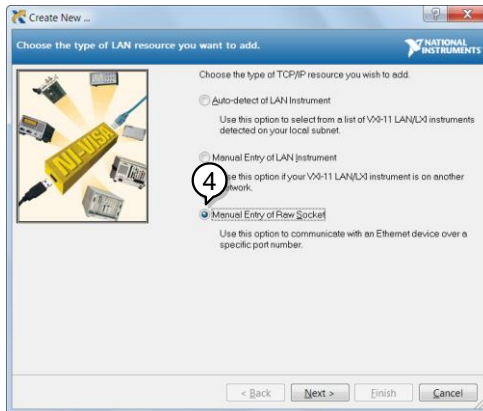 Create New ...
Choose the type of LAN resource you want to add.
NATIONAL
INSTRUMENTS
Choose the type of TCP/IP resource you wish to add.
Auto-detect of LAN Instrument
Use this option to select from a list of VXI-11 LAN/LXI instruments
detected on your local subnet.
Manual Entry of LAN Instrument
this option if your VXI-11 LAN/LXI instrument is on another
4
Manual Entry of Raw Socket
Use this option to communicate with an Ethernet device over a
specific port number.
NI-VISA
< Back
Next >
Finish
Cancel